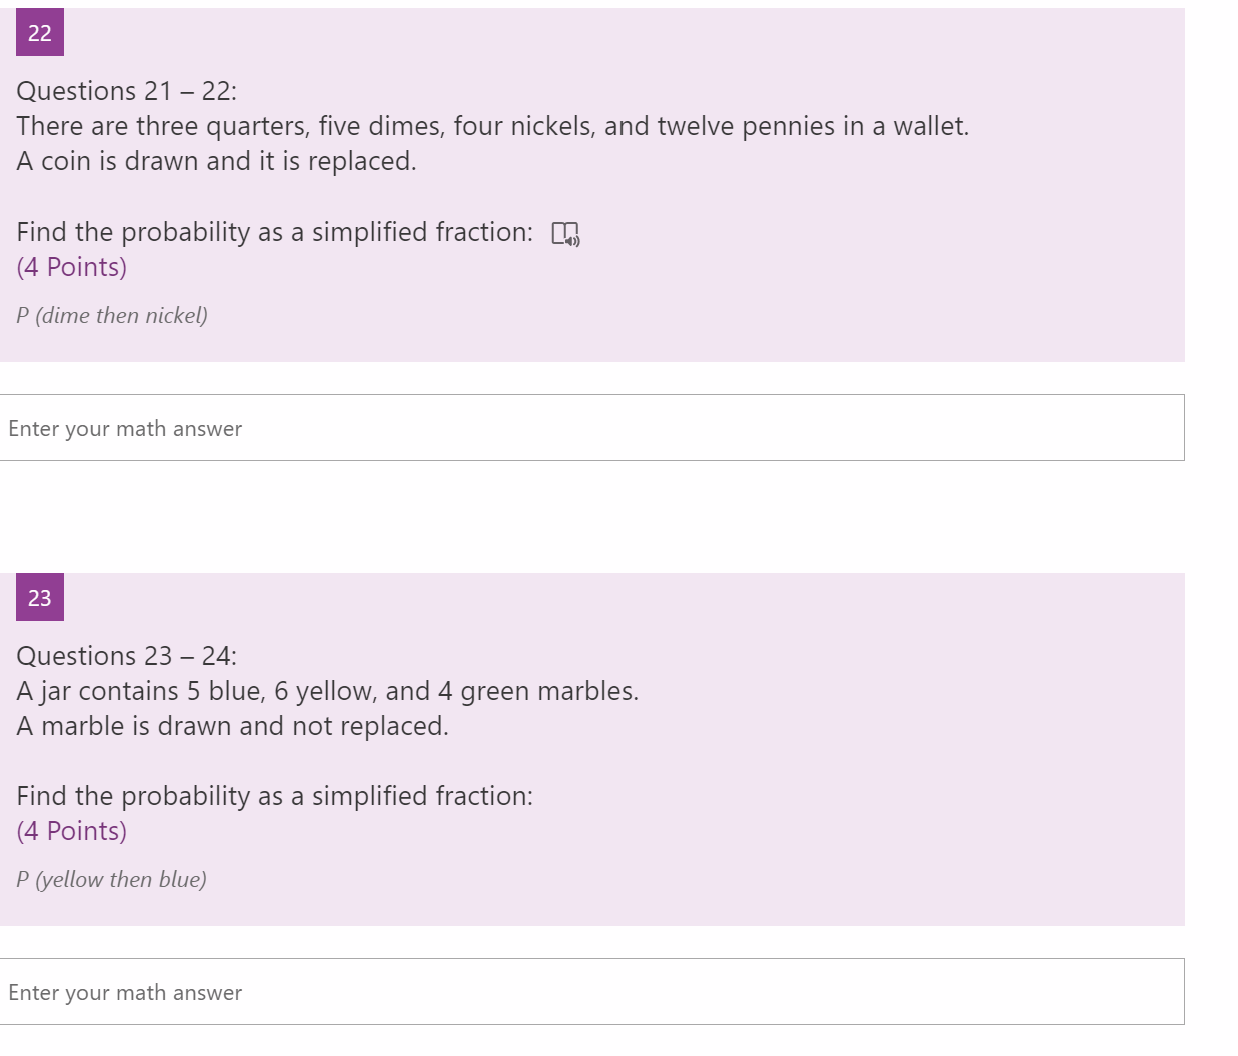 22
Questions 21 – 22:
There are three quarters, five dimes, four nickels, and twelve pennies in a wallet.
A coin is drawn and it is replaced.
Find the probability as a simplified fraction:
(4 Points)
P (dime then nickel)
Enter your math answer
23
Questions 23 – 24:
A jar contains 5 blue, 6 yellow, and 4 green marbles.
A marble is drawn and not replaced.
Find the probability as a simplified fraction:
(4 Points)
P (yellow then blue)
Enter your math answer